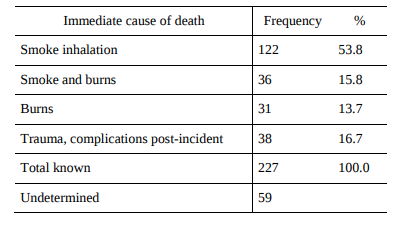 Immediate cause of death Frequency %
Smoke inhalation 122 53.8
Smoke and burns 36 15.8
Burns 31 13.7
Trauma, complications post-incident 38 16.7
Total known 227 100.0
Undetermined 59